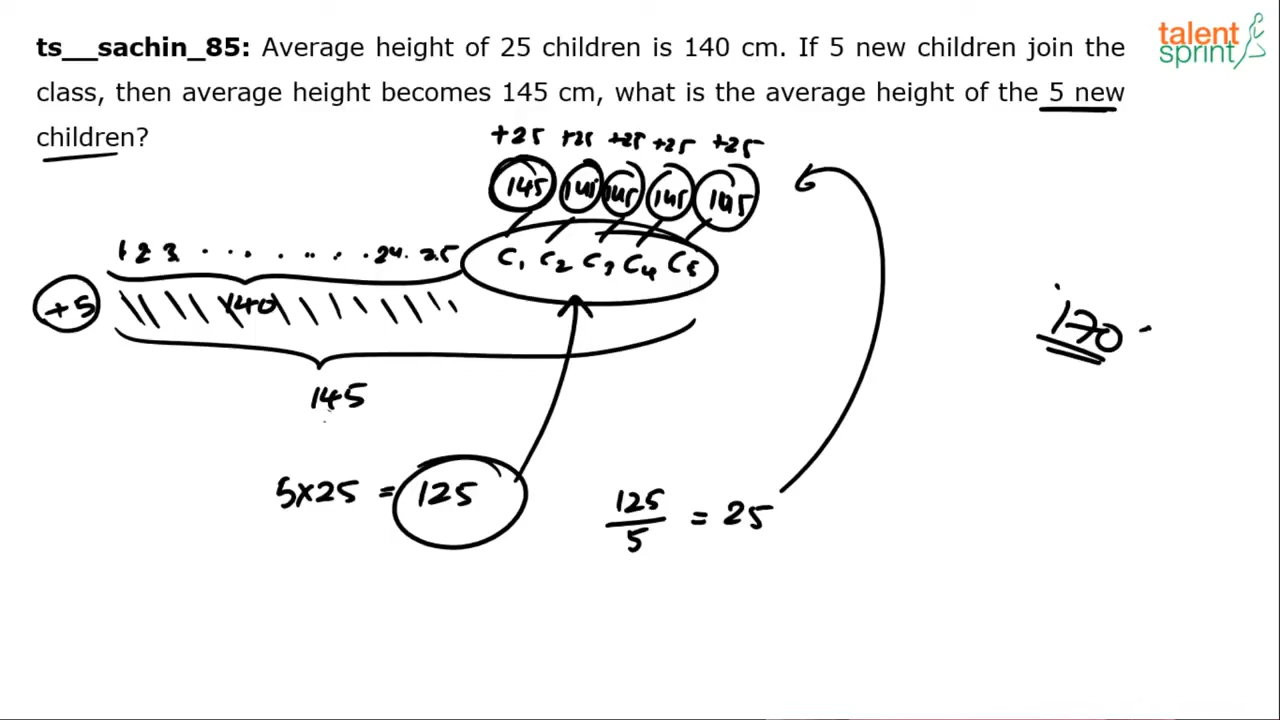 talent
sprint
ts__sachin_85: Average height of 25 children is 140 cm. If 5 new children join the
class, then average height becomes 145 cm, what is the average height of the 5 new
children?
+25 +25 +25 +25 +25
145 145 145 145 145
1 2 3 . . . . .. . . 24. 25 C1 C2 C3 C4 C5
+5 140
170
145
5×25 = 125
125/5 = 25